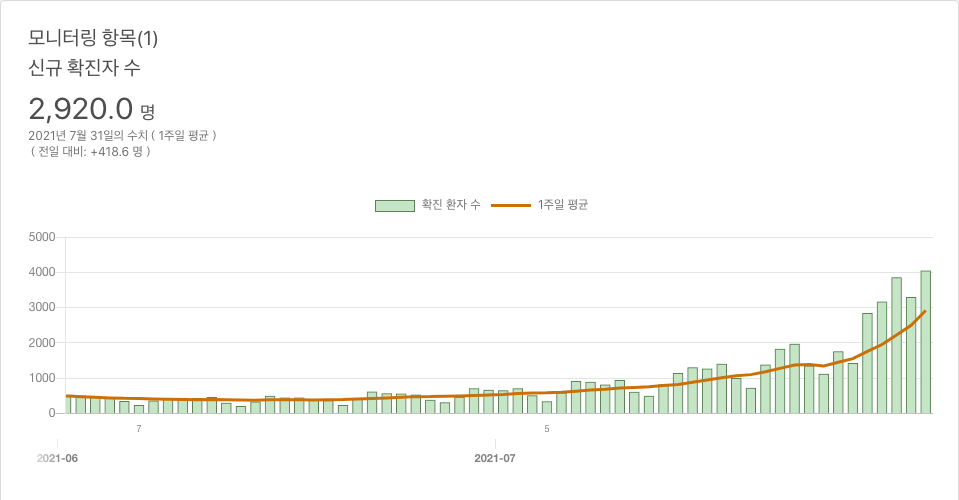 모니터링 항목(1)
신규 확진자 수
2,920.0 명
2021년 7월 31일의 수치 ( 1주일 평균 )
( 전일 대비: +418.6 명 )
확진 환자 수 1주일 평균
5000
4000
3000
2000
1000
0
7 5
2021-06 2021-07